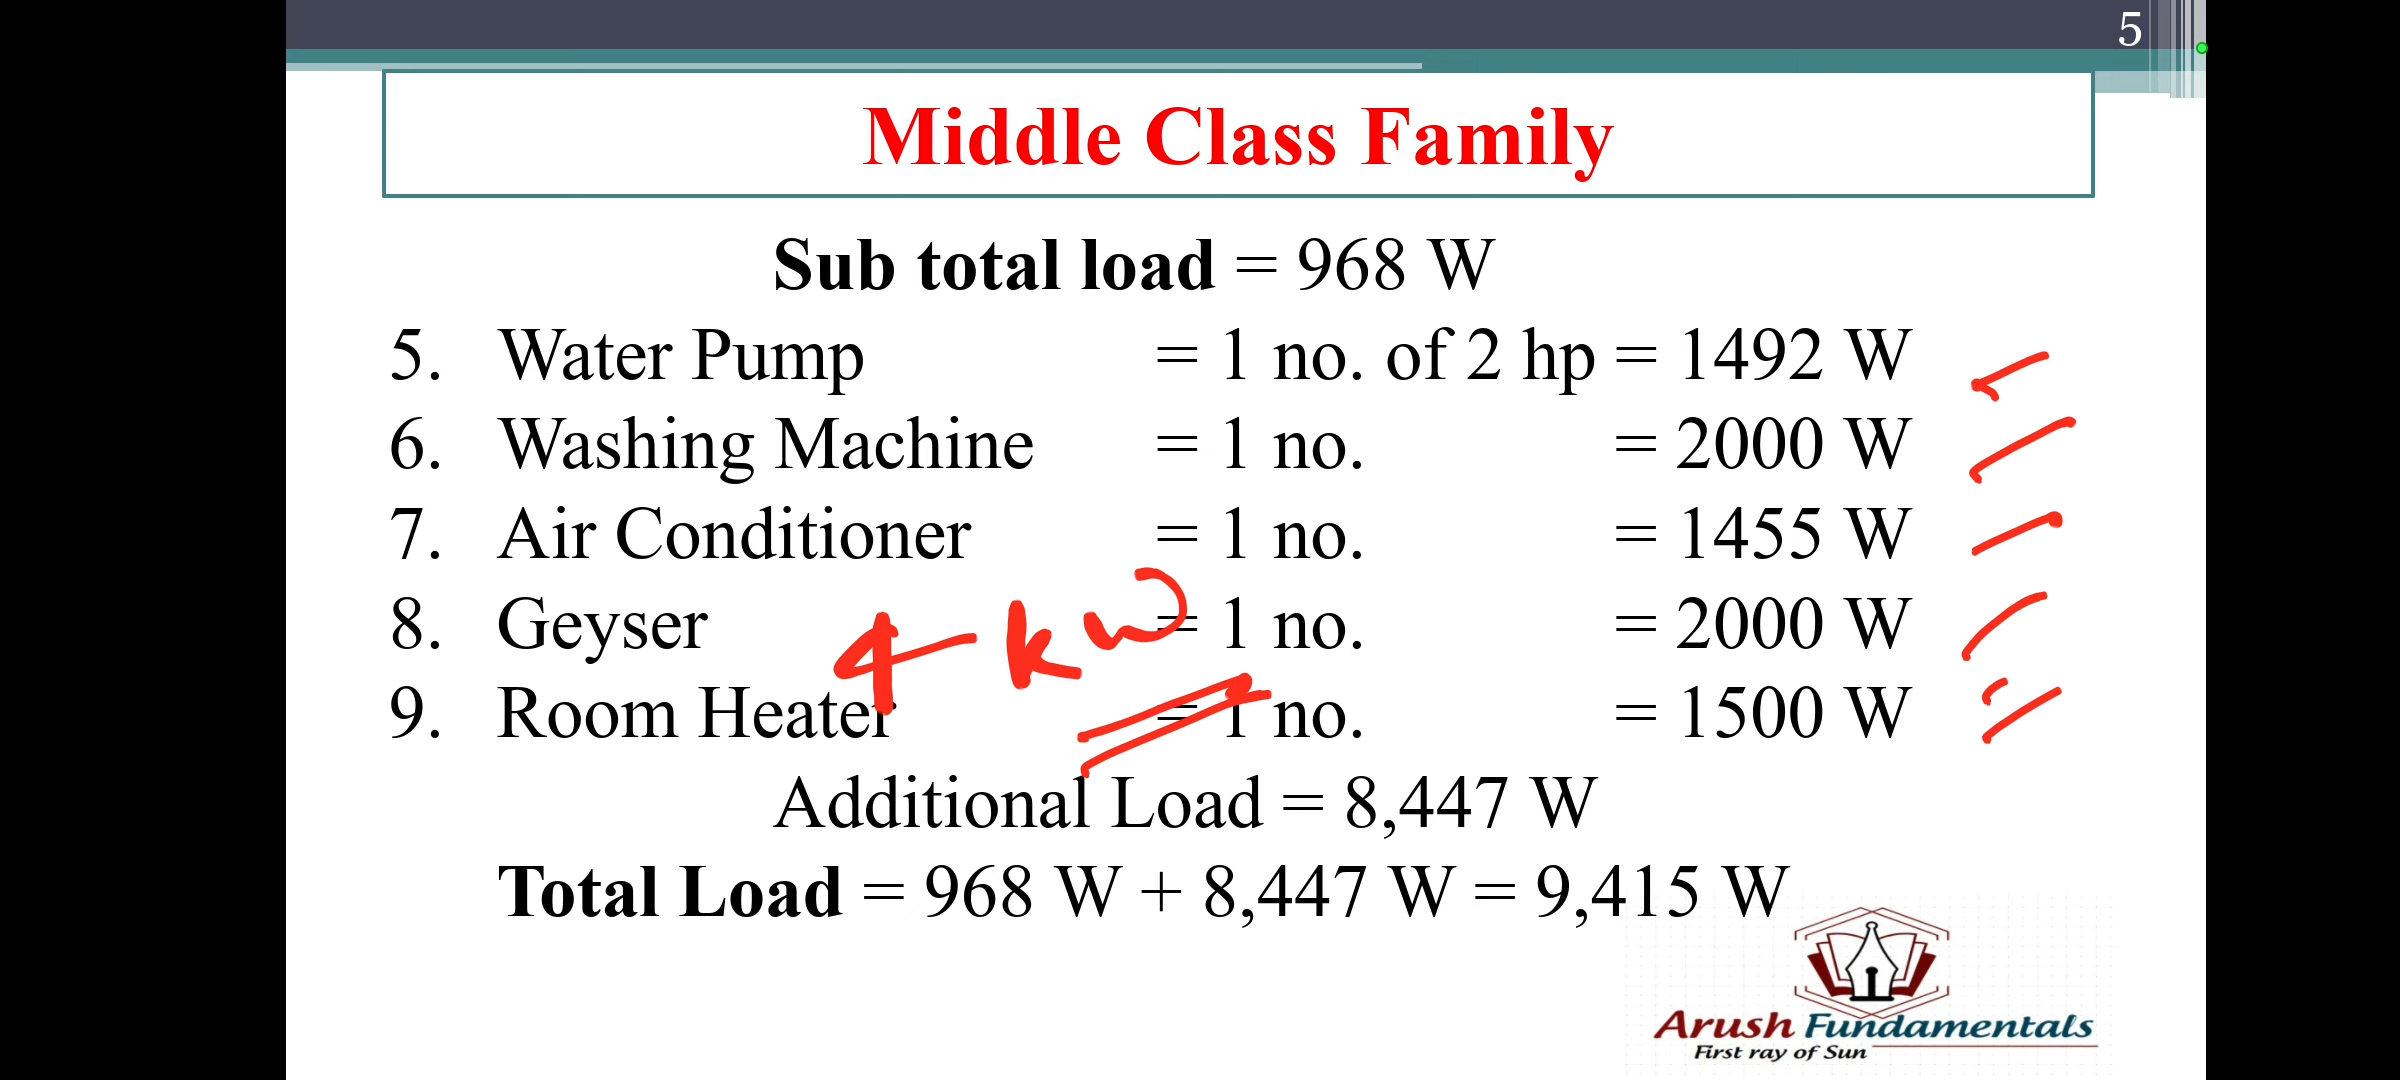 5
Middle Class Family
Sub total load = 968 W
5. Water Pump = 1 no. of 2 hp = 1492 W
6. Washing Machine = 1 no. = 2000 W
7. Air Conditioner = 1 no. = 1455 W
8. Geyser = 1 no. = 2000 W
4 kw
9. Room Heater = 1 no. = 1500 W
Additional Load = 8,447 W
Total Load = 968 W + 8,447 W = 9,415 W
Arush Fundamentals
First ray of Sun